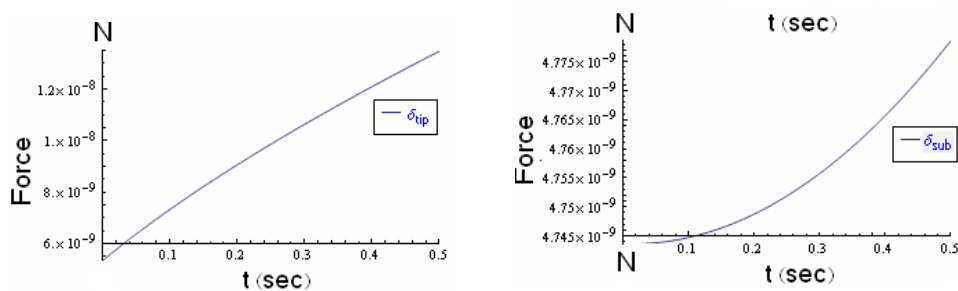 N
Force
1.2×10⁻⁸
1.×10⁻⁸
8.×10⁻⁹
6.×10⁻⁹
0.1 0.2 0.3 0.4 0.5
t (sec)
— δtip
t (sec)
N
Force
4.775×10⁻⁹
4.77×10⁻⁹
4.765×10⁻⁹
4.76×10⁻⁹
4.755×10⁻⁹
4.75×10⁻⁹
4.745×10⁻⁹
0.1 0.2 0.3 0.4 0.5
N
t (sec)
— δsub